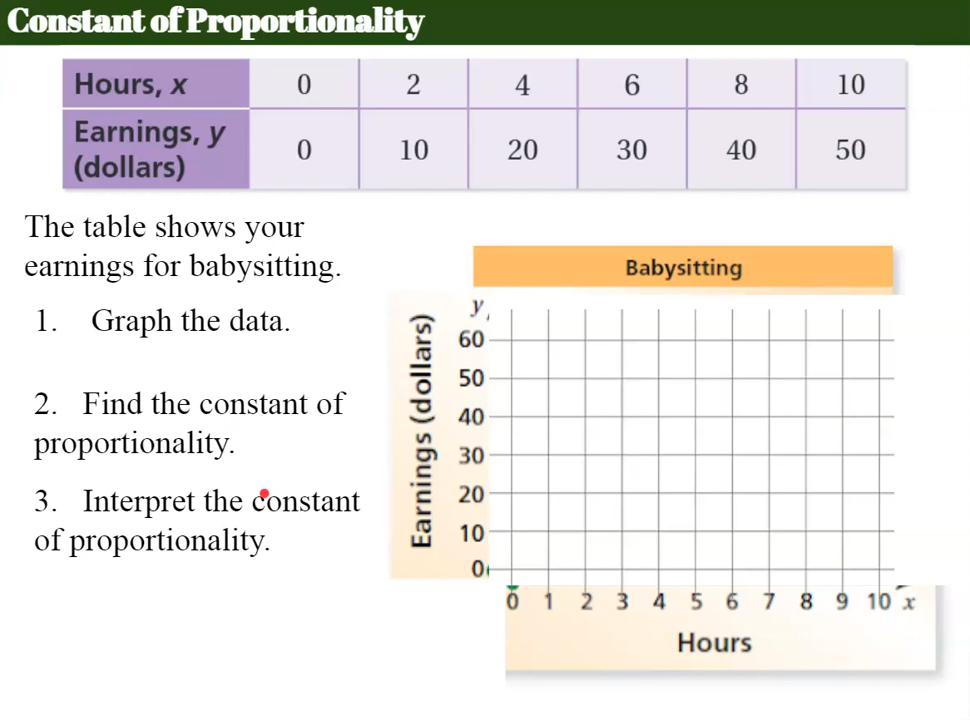 Constant of Proportionality
Hours, x 0 2 4 6 8 10
Earnings, y (dollars) 0 10 20 30 40 50
The table shows your
earnings for babysitting.
1. Graph the data.
2. Find the constant of
proportionality.
3. Interpret the constant
of proportionality.
Babysitting
y
Earnings (dollars)
60
50
40
30
20
10
0
0 1 2 3 4 5 6 7 8 9 10 x
Hours